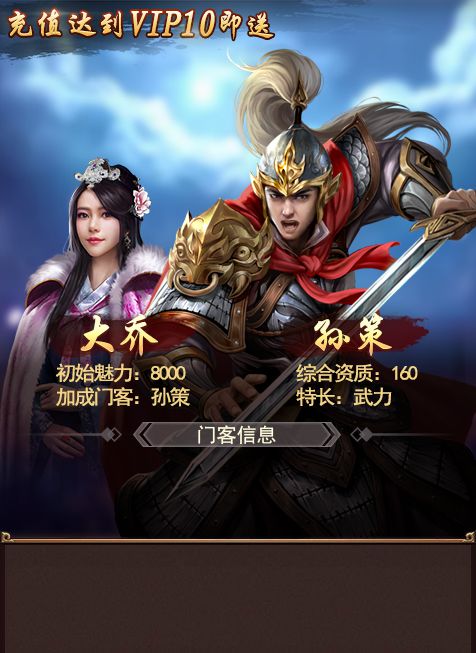 充值达到VIP10即送
大乔
孙策
初始魅力：8000
综合资质：160
加成门客：孙策
特长：武力
门客信息